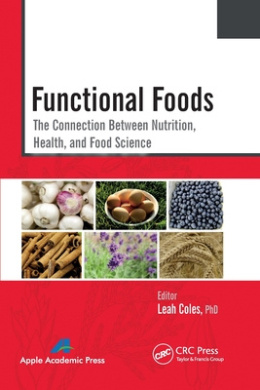 Functional Foods
The Connection Between Nutrition,
Health, and Food Science
Editor
Leah Coles, PhD
Apple Academic Press
CRC
CRC Press
Taylor & Francis Group